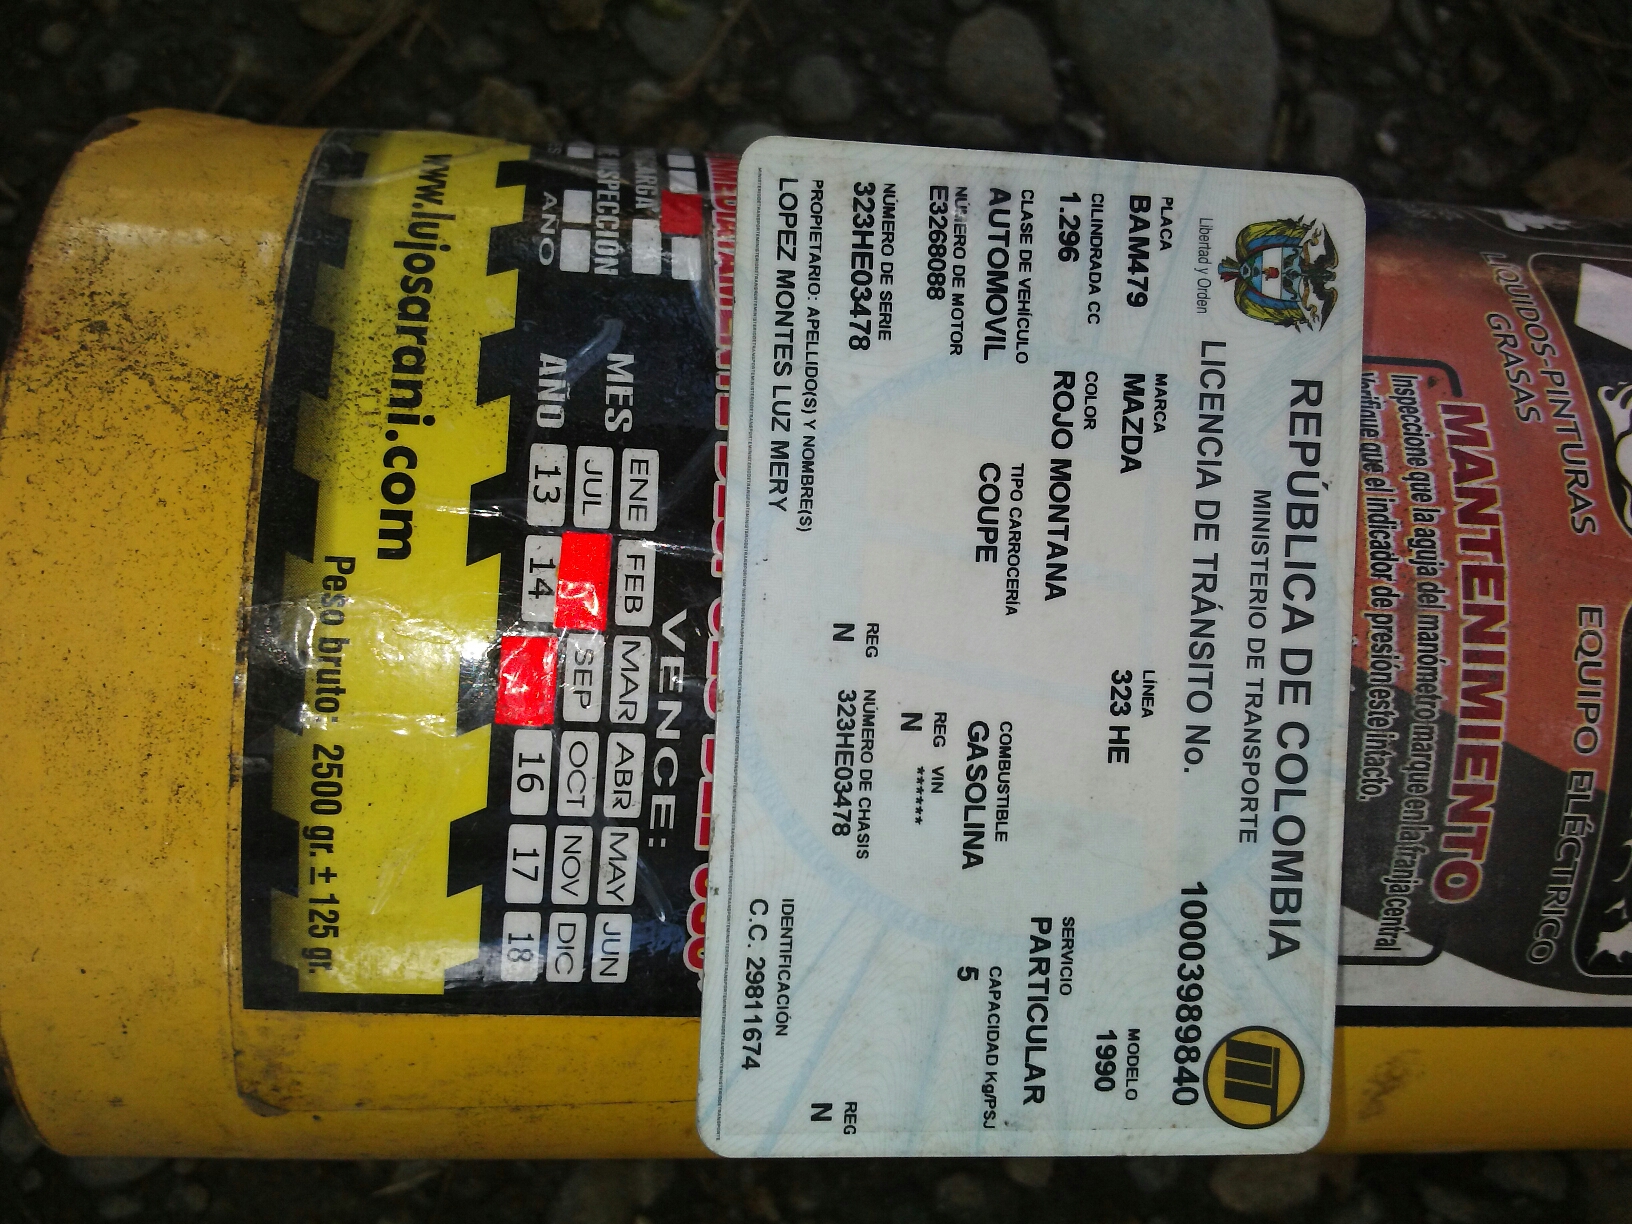 REPÚBLICA DE COLOMBIA
MINISTERIO DE TRANSPORTE
Libertad y Orden
LICENCIA DE TRÁNSITO No. 10003989840
PLACA MARCA LÍNEA MODELO
BAM479 MAZDA 323 HE 1990
CILINDRADA CC COLOR SERVICIO
1.296 ROJO MONTANA PARTICULAR
CLASE DE VEHÍCULO TIPO CARROCERÍA COMBUSTIBLE CAPACIDAD Kg/PSJ
AUTOMOVIL COUPE GASOLINA 5
NÚMERO DE MOTOR REG VIN
E3268088 N ******
NÚMERO DE SERIE REG NÚMERO DE CHASIS REG
323HE03478 N 323HE03478 N
PROPIETARIO: APELLIDO(S) Y NOMBRE(S) IDENTIFICACIÓN
LOPEZ MONTES LUZ MERY C.C. 29811674
LIQUIDOS-PINTURAS
GRASAS
EQUIPO ELÉCTRICO
MANTENIMIENTO
Inspeccione que la aguja del manómetro marque en la franja central
Verifique que el indicador de presión este intacto.
VENCE:
MES ENE FEB MAR ABR MAY JUN
JUL SEP OCT NOV DIC
AÑO 13 14 16 17 18
INSPECCIÓN
AÑO
www.lujosarani.com
Peso bruto: 2500 gr. ± 125 gr.